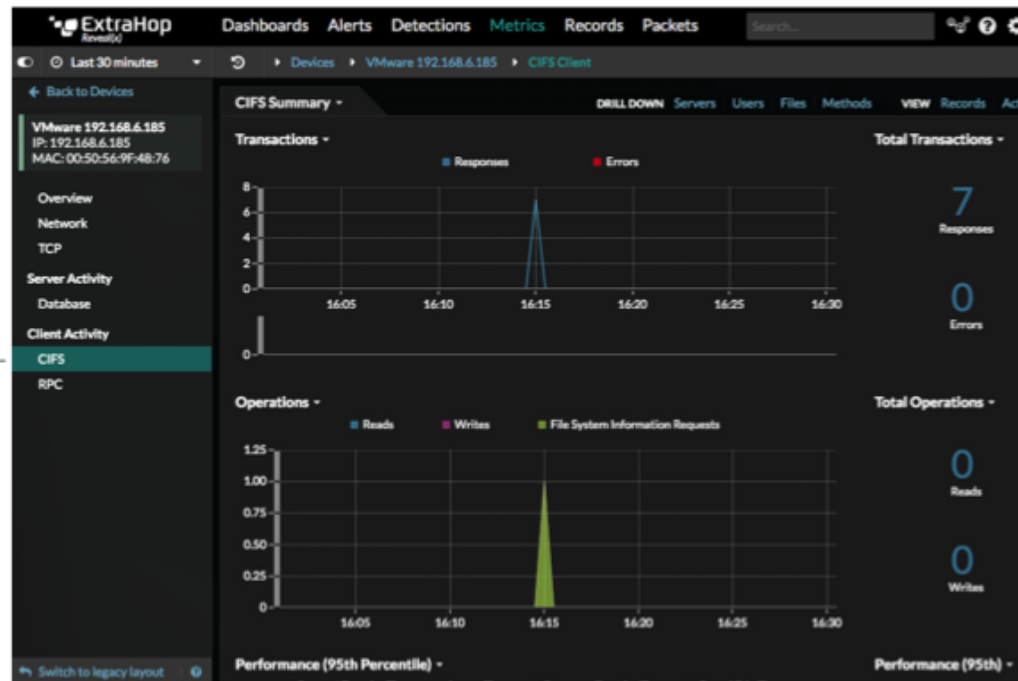 ExtraHop
Reveal(x)
Dashboards Alerts Detections Metrics Records Packets Search...
Last 30 minutes
Devices VMware 192.168.6.185 CIFS Client
Back to Devices
VMware 192.168.6.185
IP: 192.168.6.185
MAC: 00:50:56:9F:48:76
Overview
Network
TCP
Server Activity
Database
Client Activity
CIFS
RPC
Switch to legacy layout
CIFS Summary
DRILL DOWN Servers Users Files Methods VIEW Records Act
Transactions
Responses Errors
8
6
4
2
0
16:05 16:10 16:15 16:20 16:25 16:30
0
Total Transactions
7
Responses
0
Errors
Operations
Reads Writes File System Information Requests
1.25
1.00
0.75
0.50
0.25
0
16:05 16:10 16:15 16:20 16:25 16:30
Total Operations
0
Reads
0
Writes
Performance (95th Percentile)
Performance (95th)